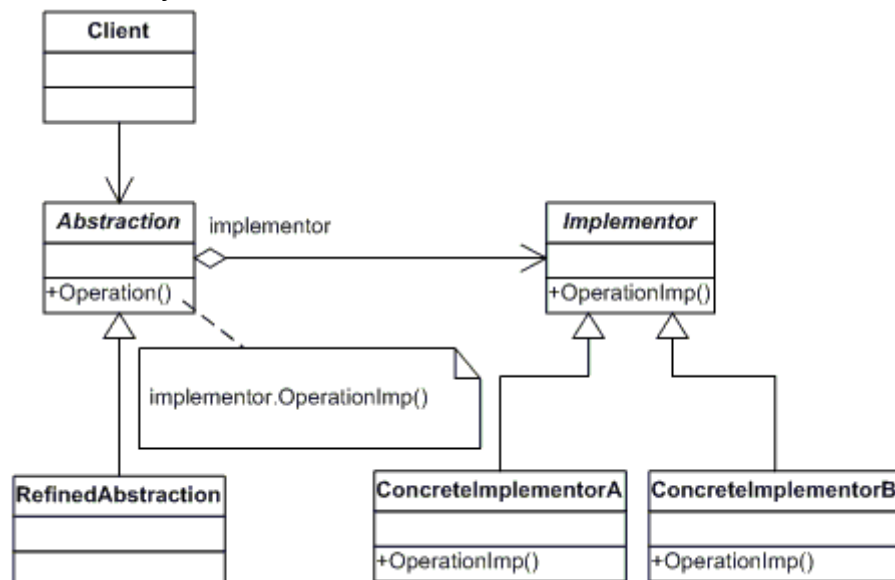 Client
Abstraction
implementor
Implementor
+Operation()
+OperationImp()
implementor.OperationImp()
RefinedAbstraction
ConcreteImplementorA
ConcreteImplementorB
+OperationImp()
+OperationImp()